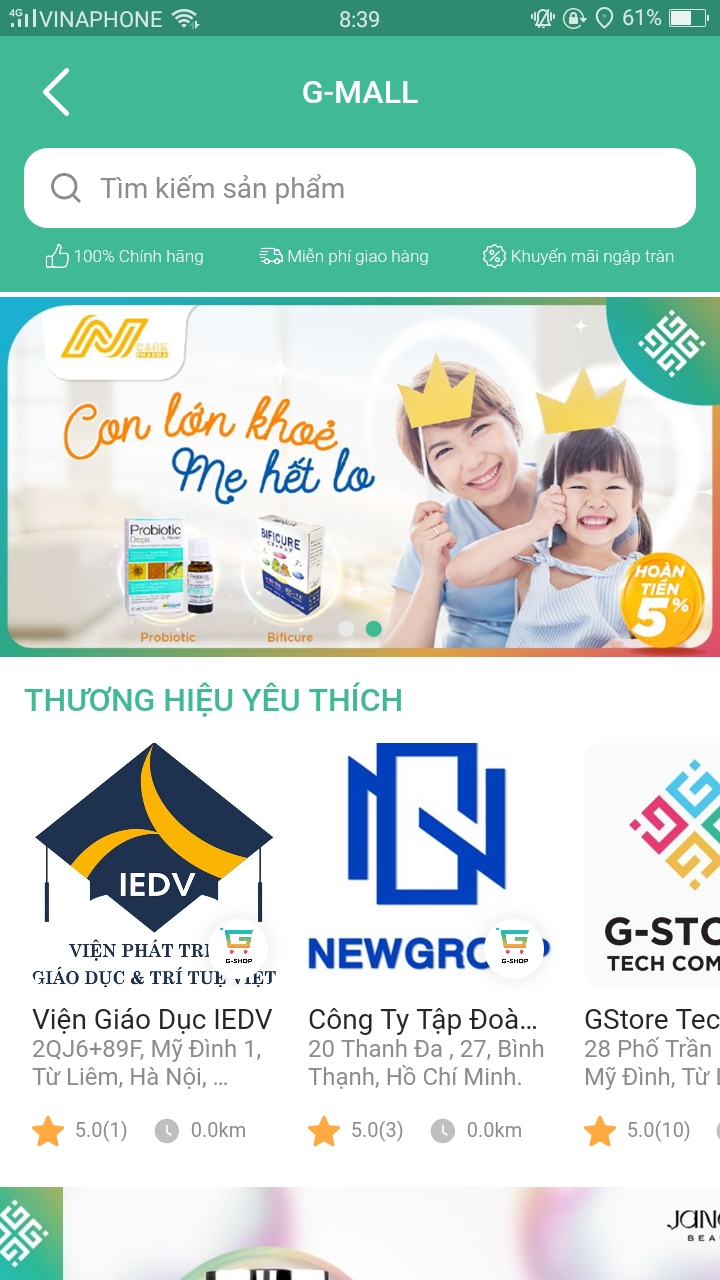 4G VINAPHONE 8:39 61%
G-MALL
Tìm kiếm sản phẩm
100% Chính hãng Miễn phí giao hàng Khuyến mãi ngập tràn
CARE
PHARMA
Con lớn khoẻ
Mẹ hết lo
Probiotic
Drops
BIFICURE
Probiotic Bificure
HOÀN
TIỀN
5%
THƯƠNG HIỆU YÊU THÍCH
IEDV
VIỆN PHÁT TRI
GIÁO DỤC & TRÍ TUỆ VIỆT
G-SHOP
NEWGRO P
G-SHOP
G-STO
TECH COM
Viện Giáo Dục IEDV
2QJ6+89F, Mỹ Đình 1,
Từ Liêm, Hà Nội, ...
5.0(1) 0.0km
Công Ty Tập Đoà...
20 Thanh Đa , 27, Bình
Thạnh, Hồ Chí Minh.
5.0(3) 0.0km
GStore Tec
28 Phố Trần
Mỹ Đình, Từ L
5.0(10)
JANO
BEA